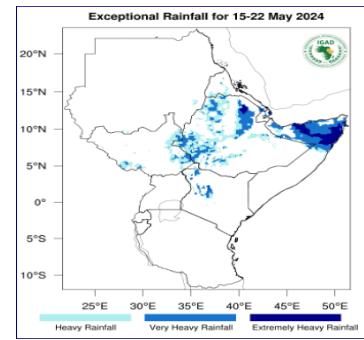 Exceptional Rainfall for 15-22 May 2024
IGAD
20°N
15°N
10°N
5°N
0°
5°S
10°S
25°E 30°E 35°E 40°E 45°E 50°E
Heavy Rainfall Very Heavy Rainfall Extremely Heavy Rainfall